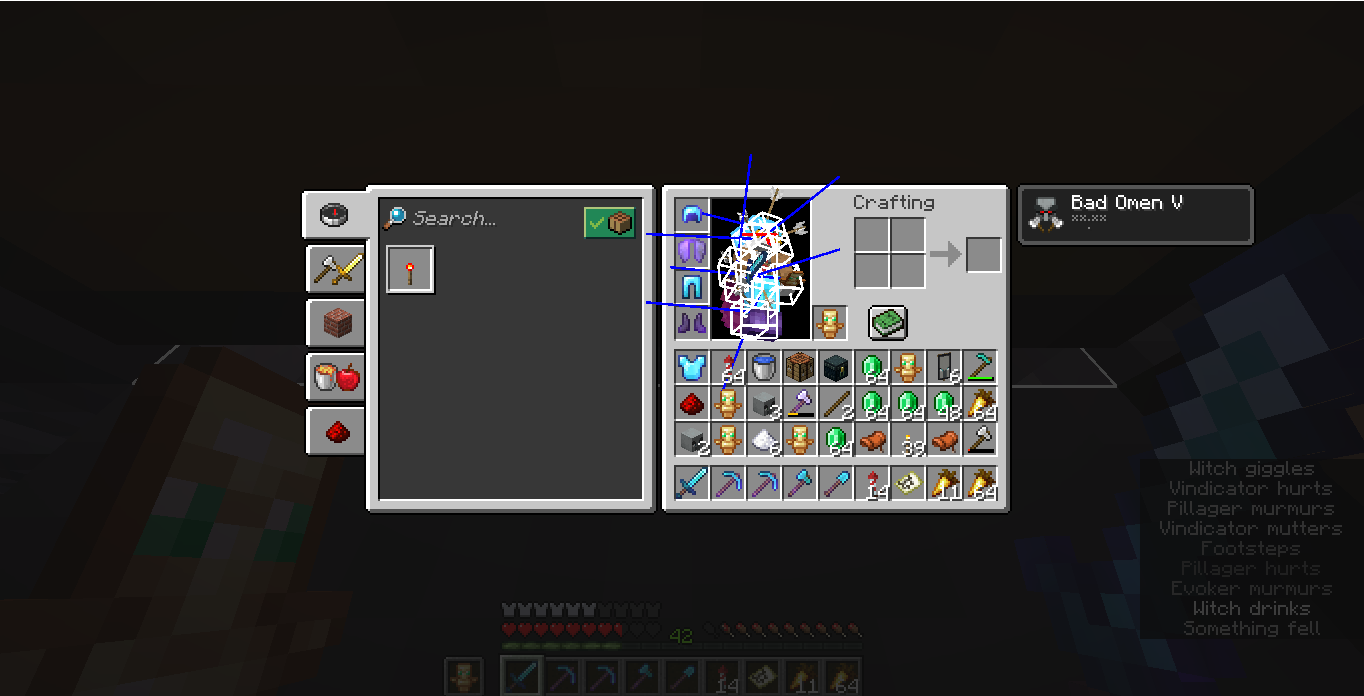 Search...
Crafting
Bad Omen V
**:**
64
64
6
3
2
64
64
48
64
2
6
64
39
14
11
64
Witch giggles
Vindicator hurts
Pillager murmurs
Vindicator mutters
Footsteps
Pillager hurts
Evoker murmurs
Witch drinks
Something fell
42
14
11
64